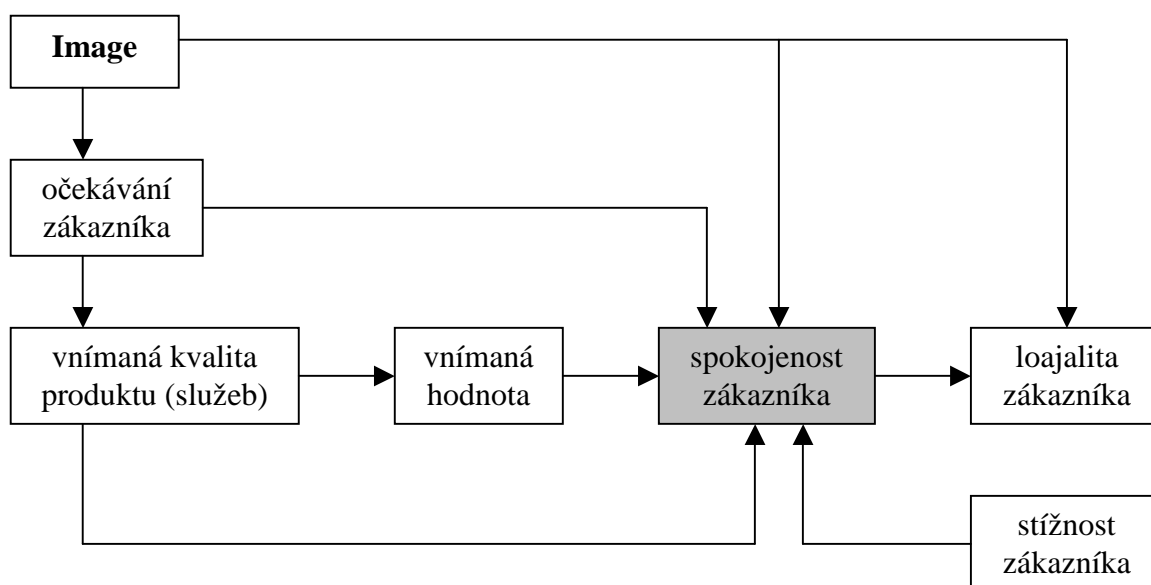 Image
očekávání
zákazníka
vnímaná kvalita
produktu (služeb)
vnímaná
hodnota
spokojenost
zákazníka
loajalita
zákazníka
stížnost
zákazníka